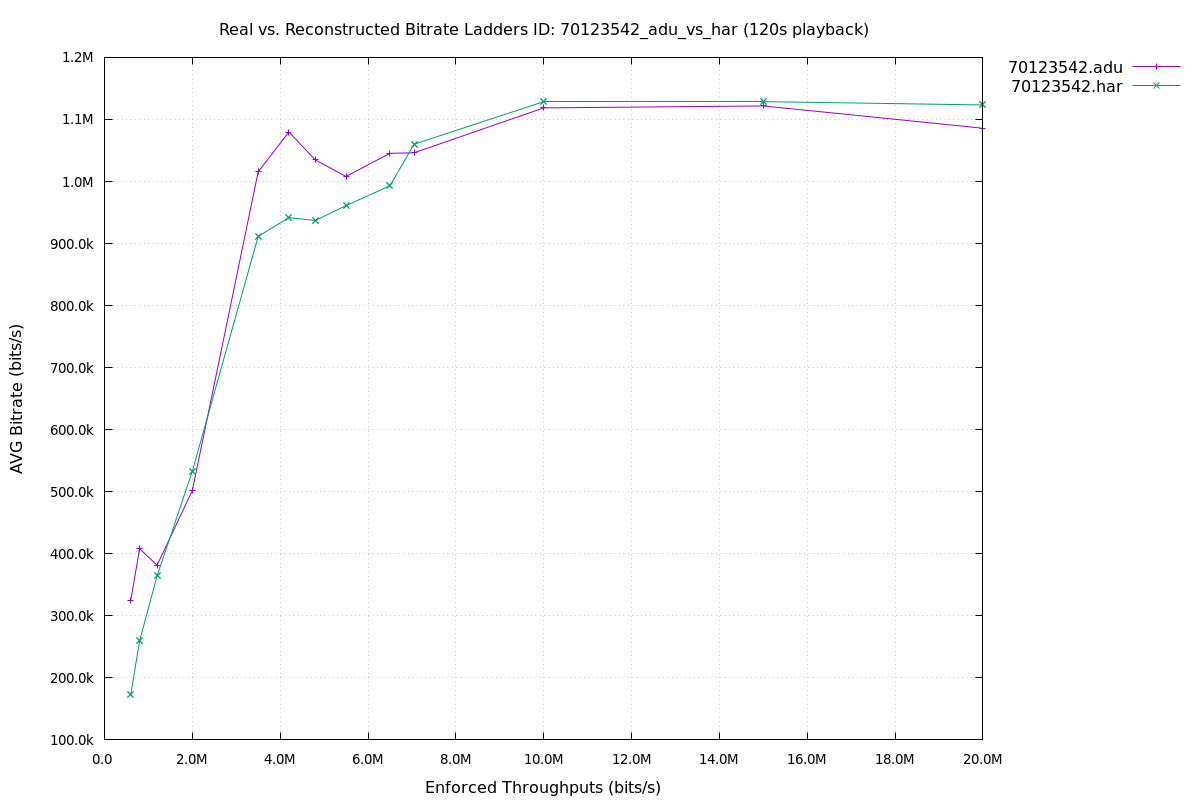 Real vs. Reconstructed Bitrate Ladders ID: 70123542_adu_vs_har (120s playback)
70123542.adu
70123542.har
1.2M
1.1M
1.0M
900.0k
800.0k
700.0k
600.0k
500.0k
400.0k
300.0k
200.0k
100.0k
AVG Bitrate (bits/s)
0.0 2.0M 4.0M 6.0M 8.0M 10.0M 12.0M 14.0M 16.0M 18.0M 20.0M
Enforced Throughputs (bits/s)